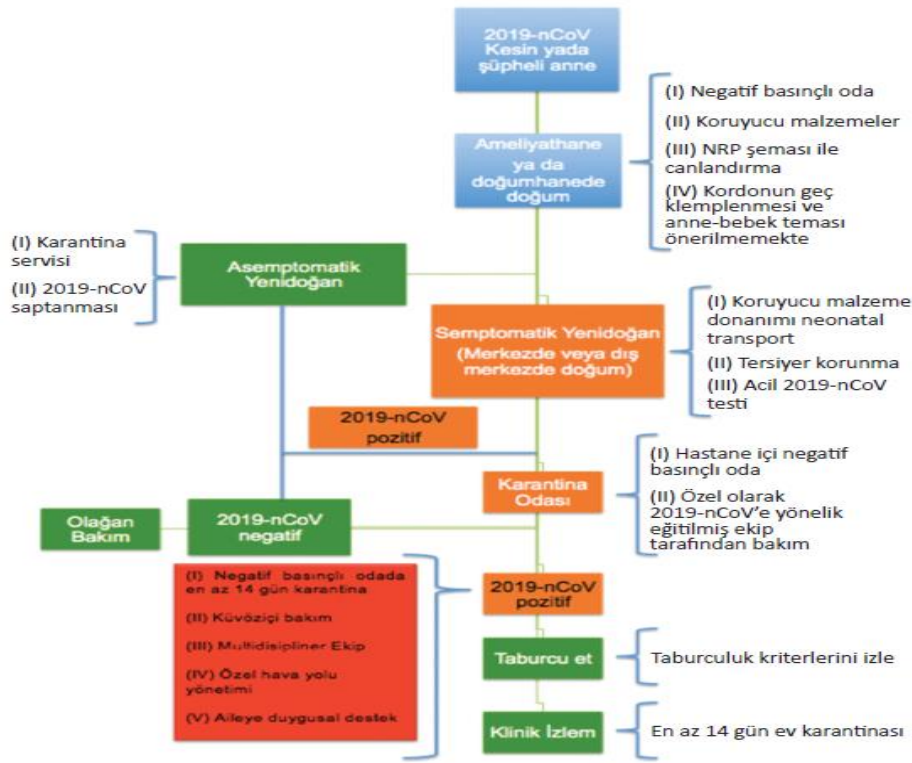 2019-nCoV
Kesin yada
şüpheli anne
(I) Negatif basınçlı oda
(II) Koruyucu malzemeler
(III) NRP şeması ile
canlandırma
(IV) Kordonun geç
klemplenmesi ve
anne-bebek teması
önerilmemekte
Ameliyathane
ya da
doğumhanede
doğum
(I) Karantina
servisi
(II) 2019-nCoV
saptanması
Asemptomatik
Yenidoğan
Semptomatik Yenidoğan
(Merkezde veya dış
merkezde doğum)
(I) Koruyucu malzeme
donanımı neonatal
transport
(II) Tersiyer korunma
(III) Acil 2019-nCoV
testi
2019-nCoV
pozitif
Karantina
Odası
(I) Hastane içi negatif
basınçlı oda
(II) Özel olarak
2019-nCoV’e yönelik
eğitilmiş ekip
tarafından bakım
Olağan
Bakım
2019-nCoV
negatif
(I) Negatif basınçlı odada
en az 14 gün karantina
(II) Küvöziçi bakım
(III) Multidisipliner Ekip
(IV) Özel hava yolu
yönetimi
(V) Aileye duygusal destek
2019-nCoV
pozitif
Taburcu et
Taburculuk kriterlerini izle
Klinik İzlem
En az 14 gün ev karantinası